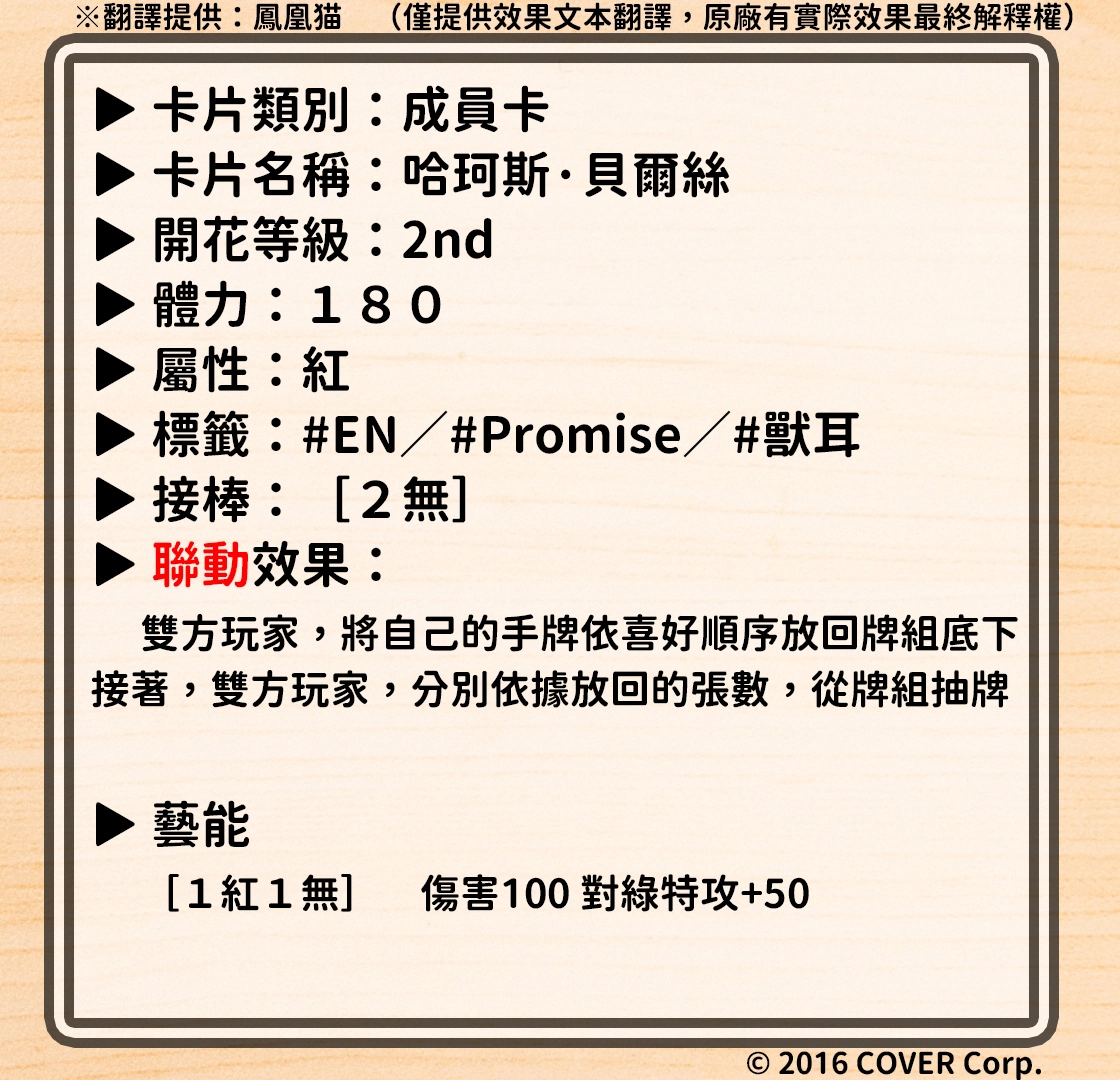 ※翻譯提供：鳳凰猫　（僅提供效果文本翻譯，原廠有實際效果最終解釋權）
▶ 卡片類別：成員卡
▶ 卡片名稱：哈珂斯·貝爾絲
▶ 開花等級：2nd
▶ 體力：１８０
▶ 屬性：紅
▶ 標籤：#EN／#Promise／#獸耳
▶ 接棒：［２無］
▶ 聯動效果：
雙方玩家，將自己的手牌依喜好順序放回牌組底下
接著，雙方玩家，分別依據放回的張數，從牌組抽牌
▶ 藝能
［１紅１無］　傷害100 對綠特攻+50
© 2016 COVER Corp.